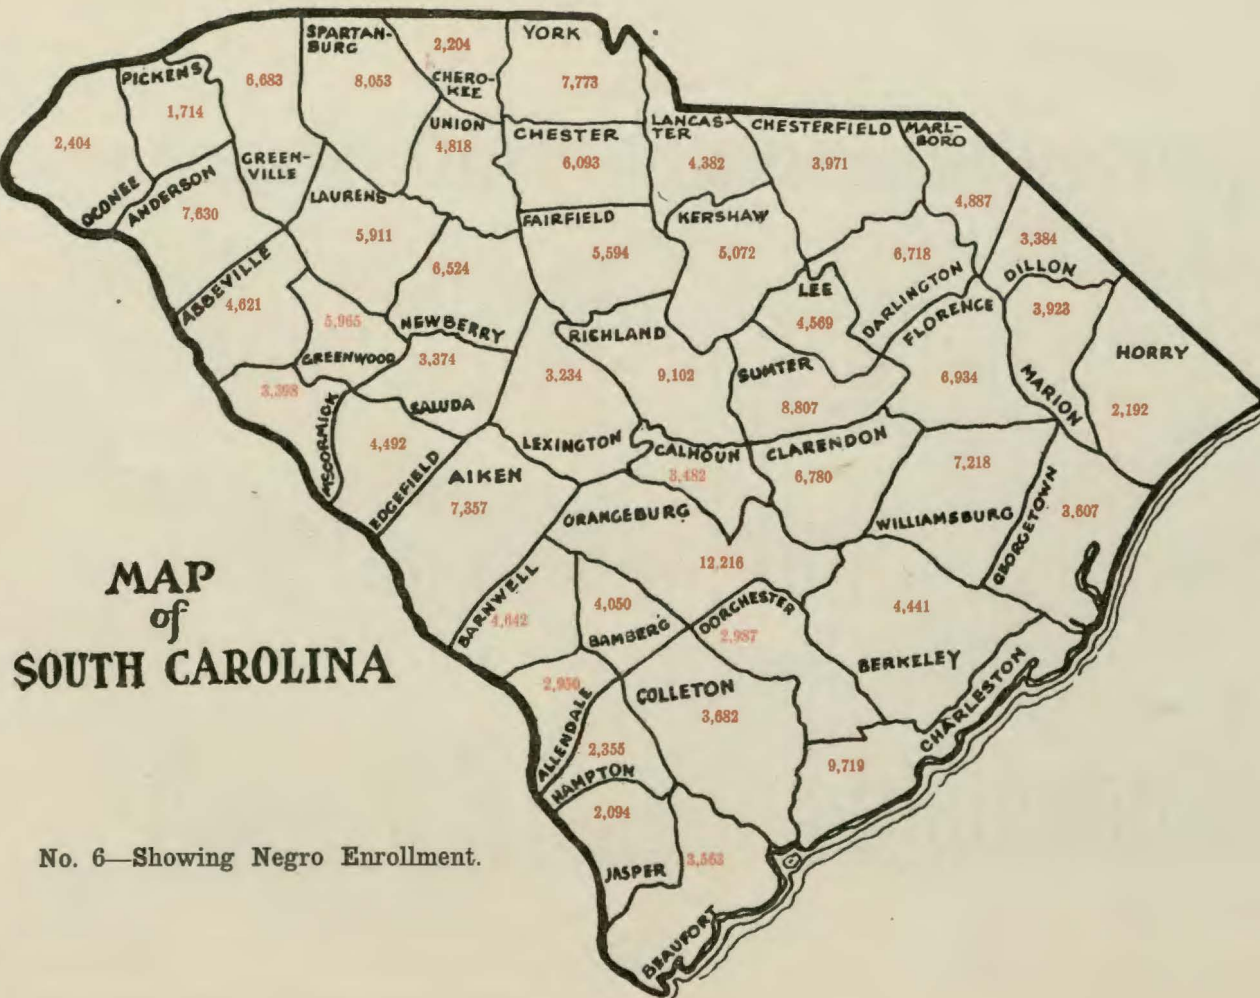 SPARTAN-
BURG
8,053
2,204
CHERO-
KEE
YORK
7,773
PICKENS
1,714
6,683
GREEN-
VILLE
2,404
OCONEE
ANDERSON
7,630
UNION
4,818
CHESTER
6,093
LANCAS-
TER
4,382
CHESTERFIELD
3,971
MARL-
BORO
4,887
LAURENS
5,911
FAIRFIELD
5,594
KERSHAW
5,072
6,718
DARLINGTON
3,384
DILLON
ABBEVILLE
4,621
6,524
NEWBERRY
LEE
4,569
FLORENCE
6,934
3,923
MARION
HORRY
2,192
5,965
GREENWOOD
3,374
SALUDA
RICHLAND
9,102
3,234
LEXINGTON
SUMTER
8,807
3,398
MCCORMICK
4,492
EDGEFIELD
AIKEN
7,357
CALHOUN
3,482
CLARENDON
6,780
7,218
WILLIAMSBURG
GEORGETOWN
3,607
ORANGEBURG
12,216
BARNWELL
4,642
4,050
BAMBERG
DORCHESTER
2,987
4,441
BERKELEY
MAP
of
SOUTH CAROLINA
2,950
ALLENDALE
COLLETON
3,682
CHARLESTON
9,719
2,355
HAMPTON
2,094
JASPER
3,563
BEAUFORT
No. 6—Showing Negro Enrollment.